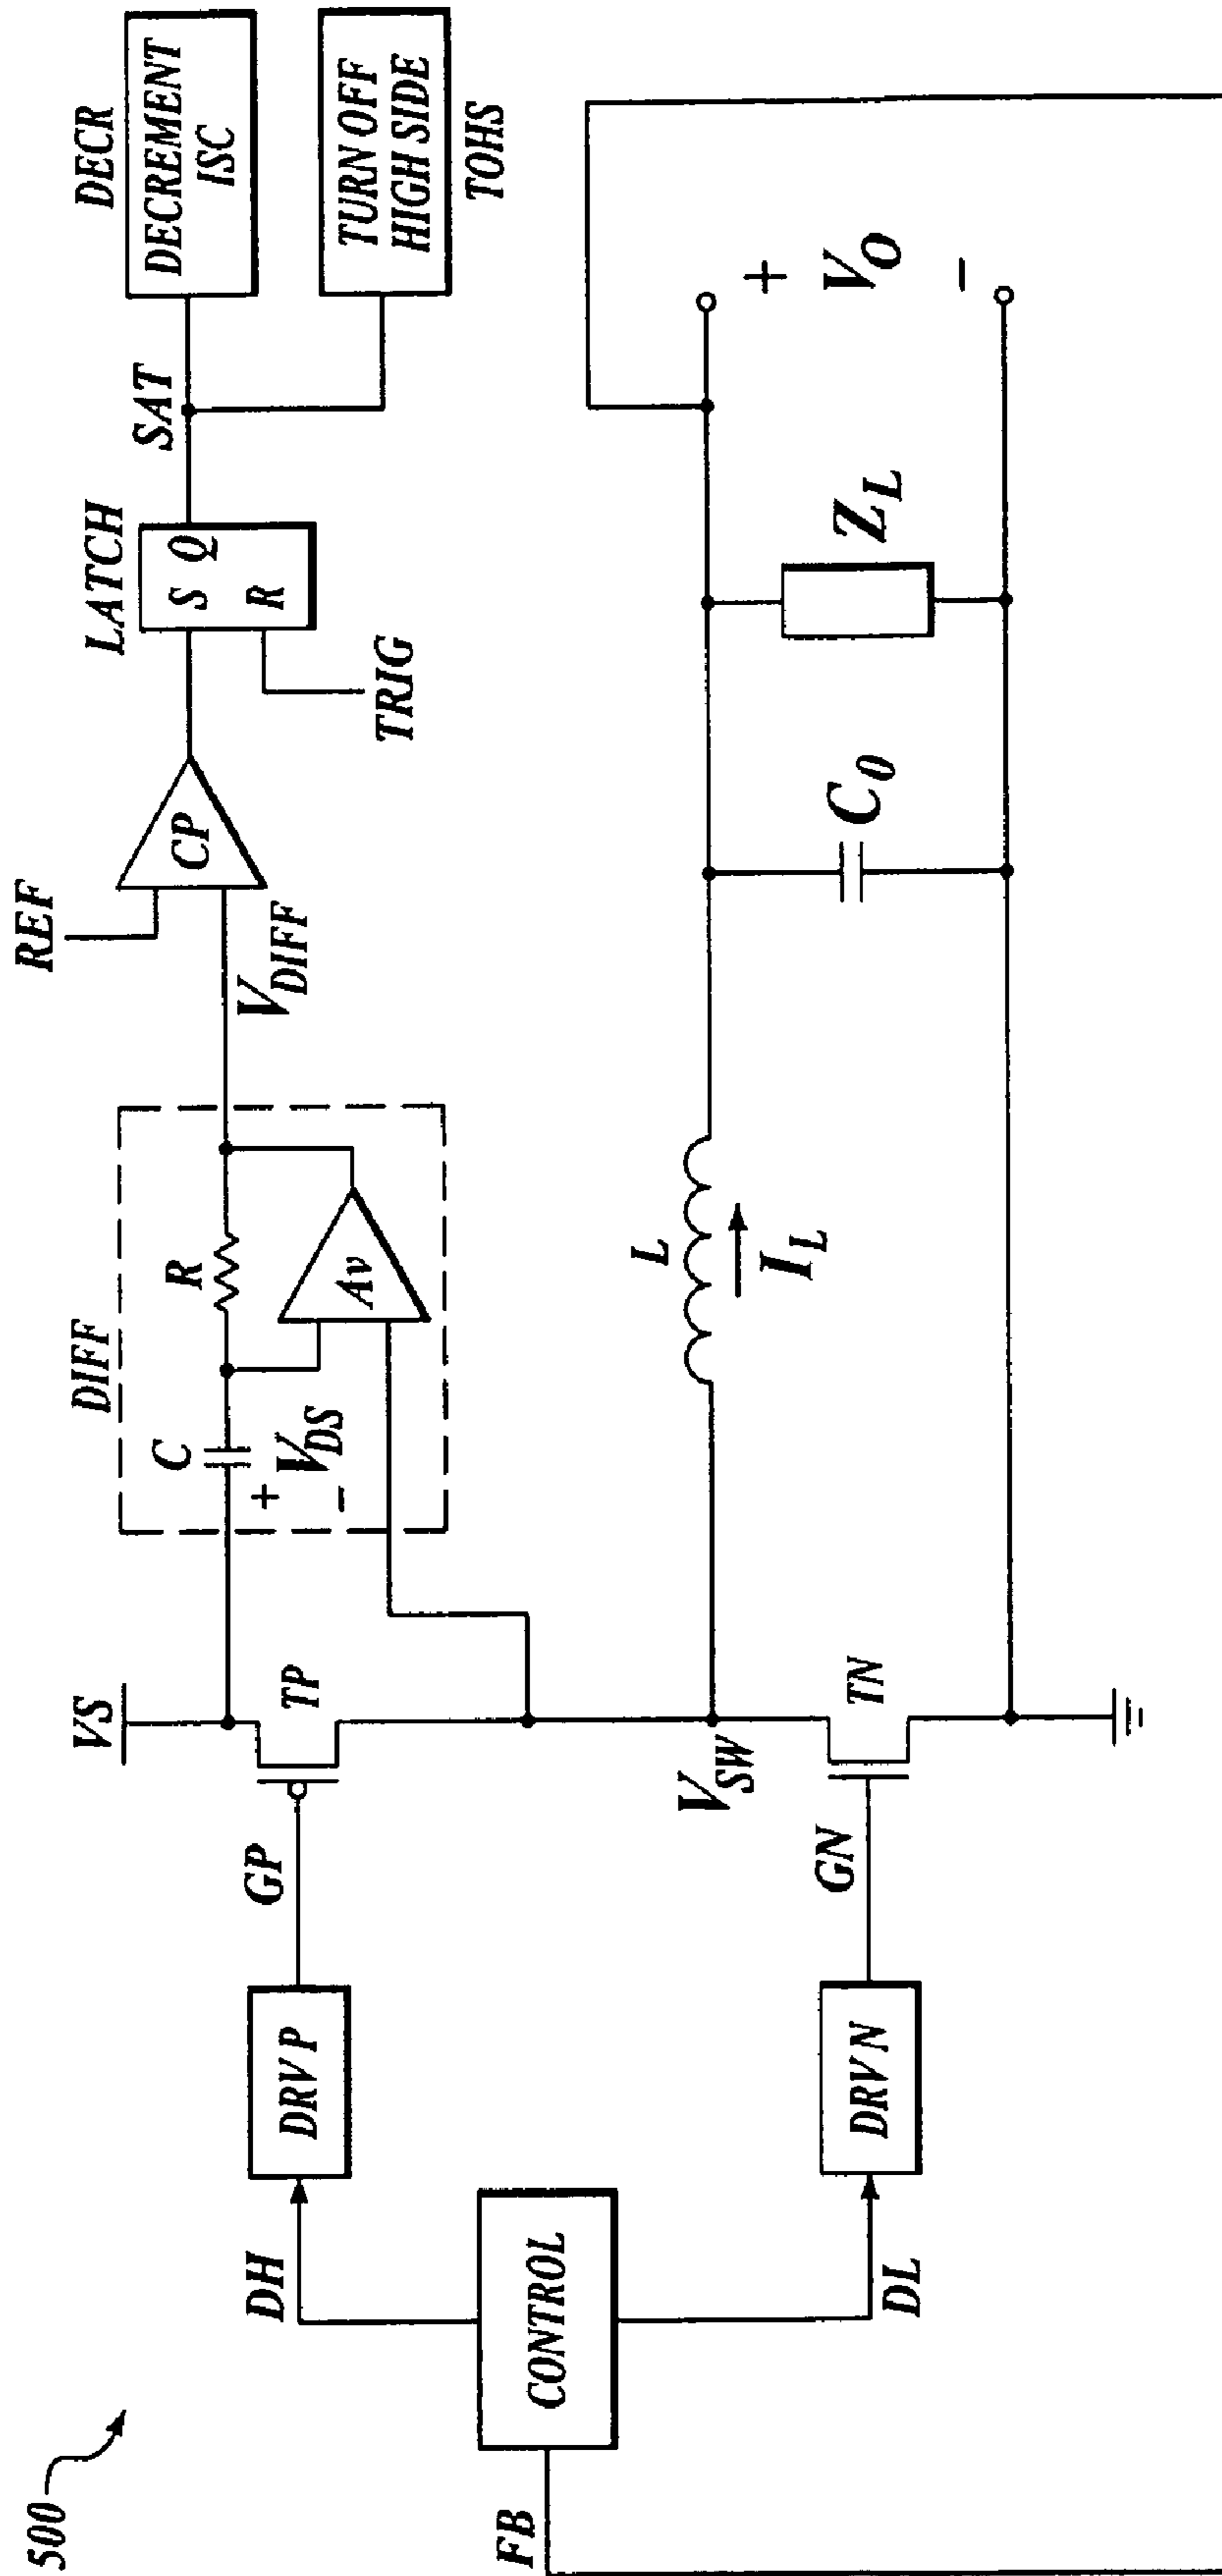 500
FB
CONTROL
DH
DL
DRV P
DRV N
GP
GN
VS
TP
V_SW
TN
DIFF
C
R
+ V_DS -
Av
V_DIFF
REF
CP
LATCH
S Q
R
TRIG
SAT
DECR
DECREMENT
ISC
TURN OFF
HIGH SIDE
TOHS
L
I_L
C_0
Z_L
+ V_O -